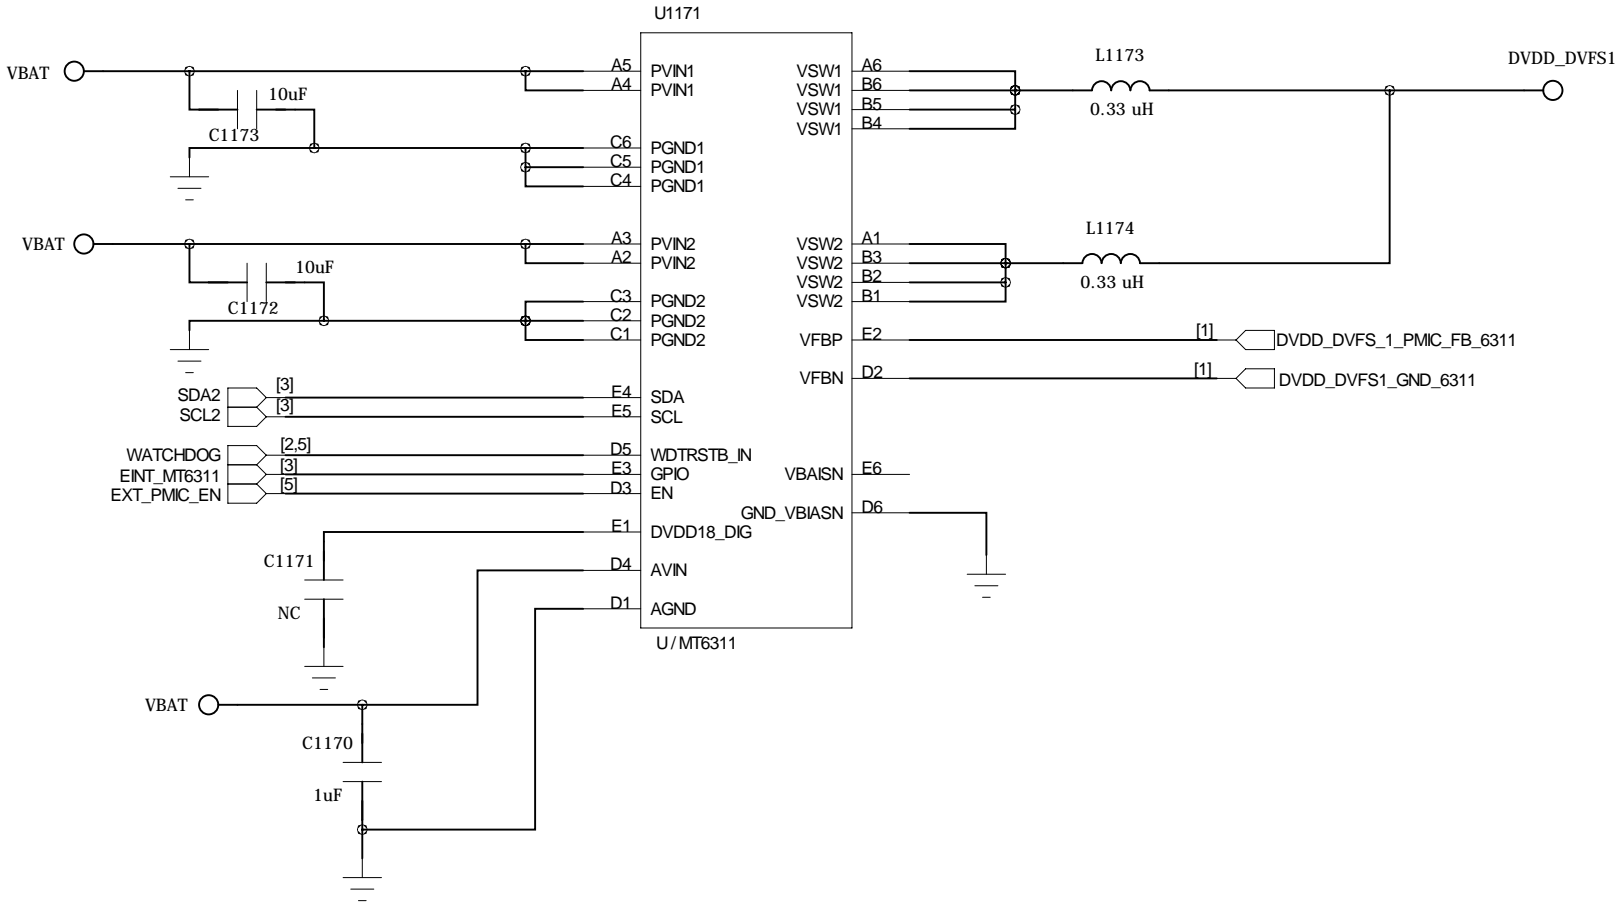 U1171
VBAT
10uF
C1173
A5 PVIN1
A4 PVIN1
C6 PGND1
C5 PGND1
C4 PGND1
VBAT
10uF
C1172
A3 PVIN2
A2 PVIN2
C3 PGND2
C2 PGND2
C1 PGND2
SDA2 [3] E4 SDA
SCL2 [3] E5 SCL
WATCHDOG [2,5] D5 WDTRSTB_IN
EINT_MT6311 [3] E3 GPIO
EXT_PMIC_EN [5] D3 EN
E1 DVDD18_DIG
C1171
NC
D4 AVIN
D1 AGND
U/MT6311
VBAT
C1170
1uF
VSW1 A6
VSW1 B6
VSW1 B5
VSW1 B4
L1173
0.33 uH
DVDD_DVFS1
VSW2 A1
VSW2 B3
VSW2 B2
VSW2 B1
L1174
0.33 uH
VFBP E2 [1] DVDD_DVFS_1_PMIC_FB_6311
VFBN D2 [1] DVDD_DVFS1_GND_6311
VBAISN E6
GND_VBIASN D6